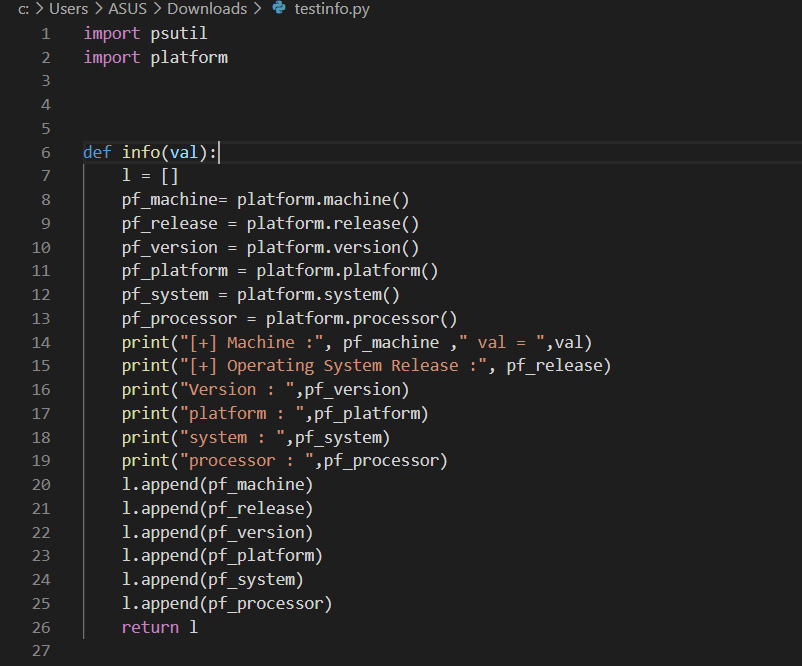 c: > Users > ASUS > Downloads > testinfo.py
1 import psutil
2 import platform
3
4
5
6 def info(val):
7     l = []
8     pf_machine= platform.machine()
9     pf_release = platform.release()
10     pf_version = platform.version()
11     pf_platform = platform.platform()
12     pf_system = platform.system()
13     pf_processor = platform.processor()
14     print("[+] Machine :", pf_machine ," val = ",val)
15     print("[+] Operating System Release :", pf_release)
16     print("Version : ",pf_version)
17     print("platform : ",pf_platform)
18     print("system : ",pf_system)
19     print("processor : ",pf_processor)
20     l.append(pf_machine)
21     l.append(pf_release)
22     l.append(pf_version)
23     l.append(pf_platform)
24     l.append(pf_system)
25     l.append(pf_processor)
26     return l
27